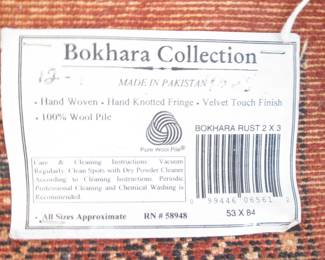 Bokhara Collection
MADE IN PAKISTAN
· Hand Woven · Hand Knotted Fringe · Velvet Touch Finish
· 100% Wool Pile
Pure Wool Pile®
BOKHARA RUST 2 X 3
0 99446 06561 2
53 X 84
Care & Cleaning Instructions: Vacuum
Regularly. Clean Spots with Dry Powder Cleaner
According to Cleaning Instructions. Periodic
Professional Cleaning and Chemical Washing is
Recommended.
· All Sizes Approximate RN # 58948